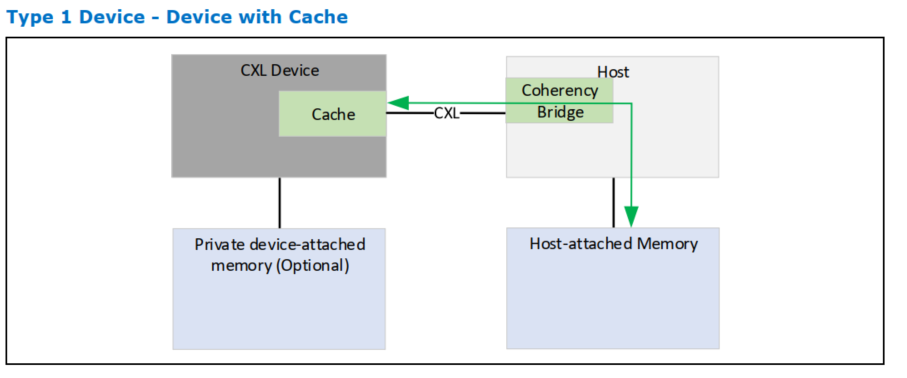 Type 1 Device - Device with Cache
CXL Device
Host
Coherency
Bridge
Cache
CXL
Private device-attached
memory (Optional)
Host-attached Memory